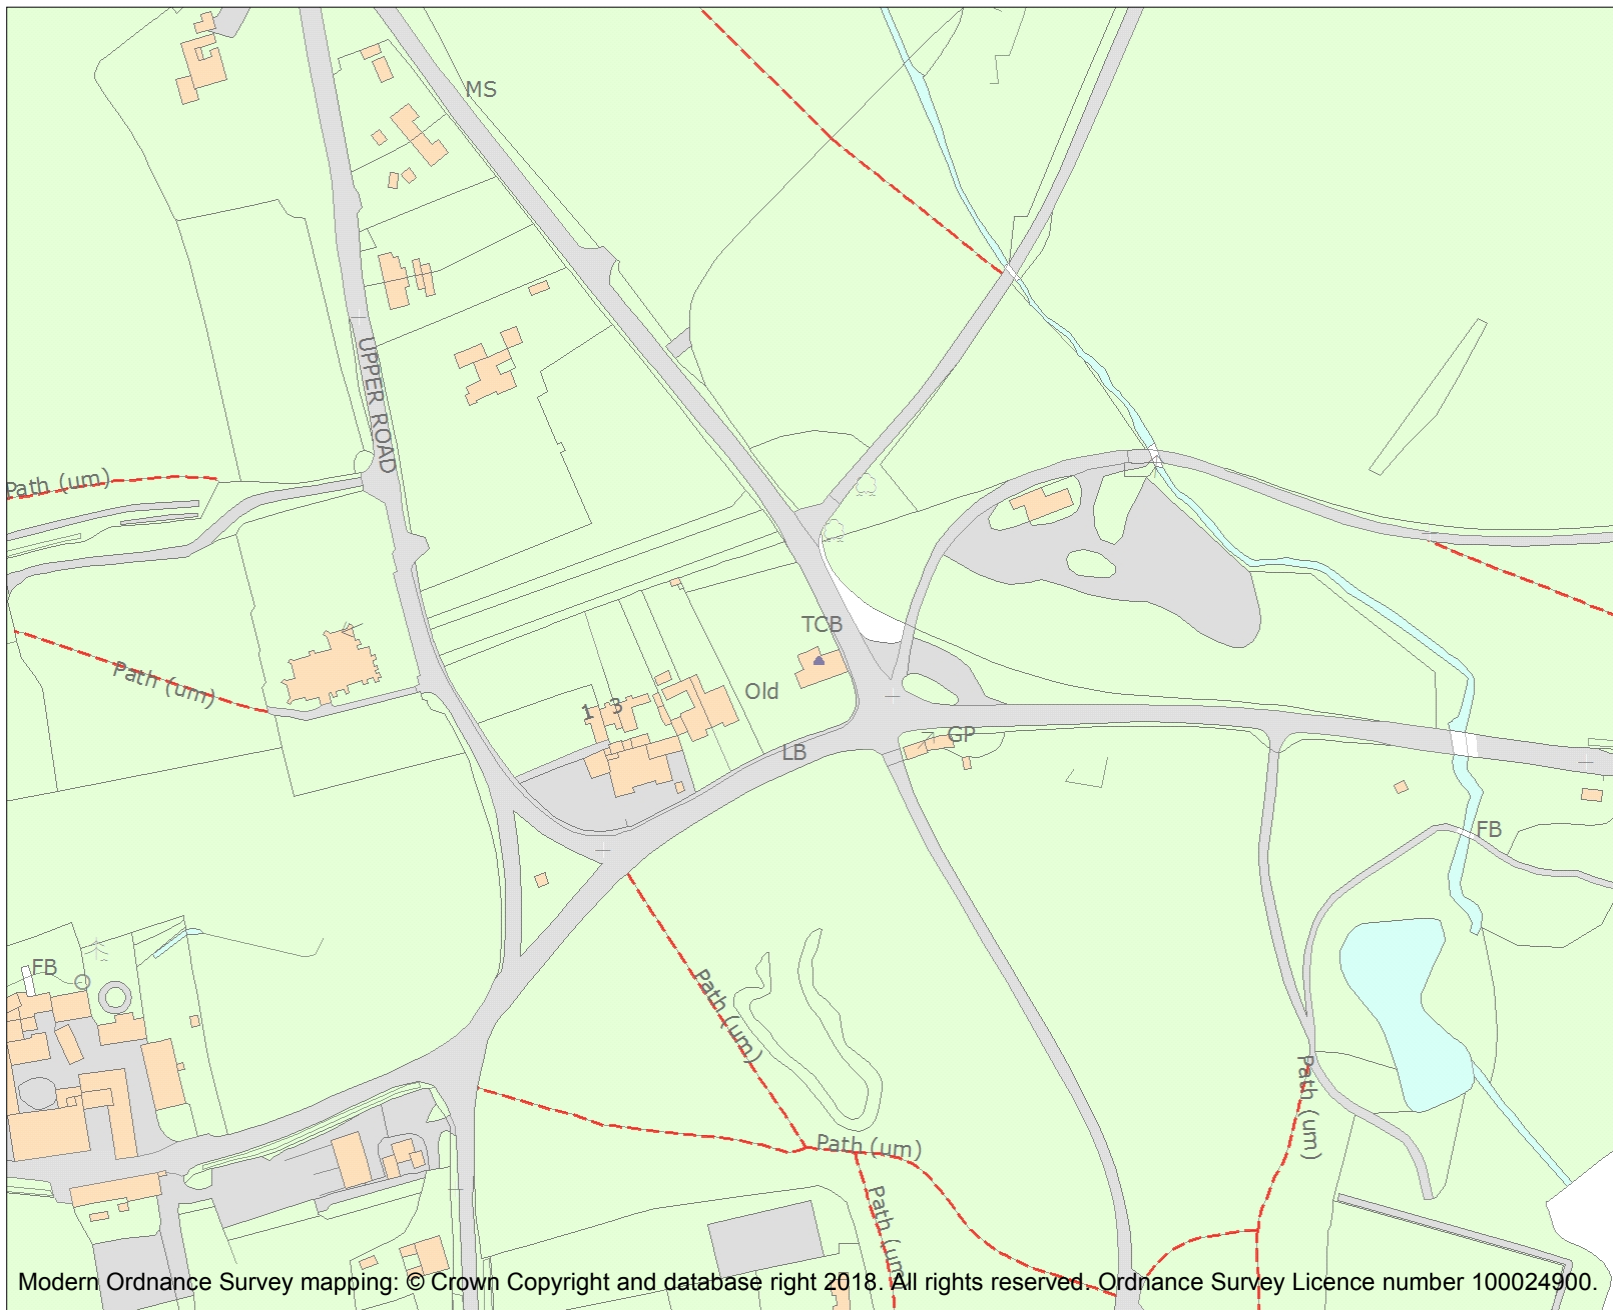 MS
UPPER ROAD
Path (um)
TCB
Path (um)
Old
1 3
GP
LB
FB
FB
Path (um)
Path (um)
Path (um)
Path (um)
Modern Ordnance Survey mapping: © Crown Copyright and database right 2018. All rights reserved. Ordnance Survey Licence number 100024900.